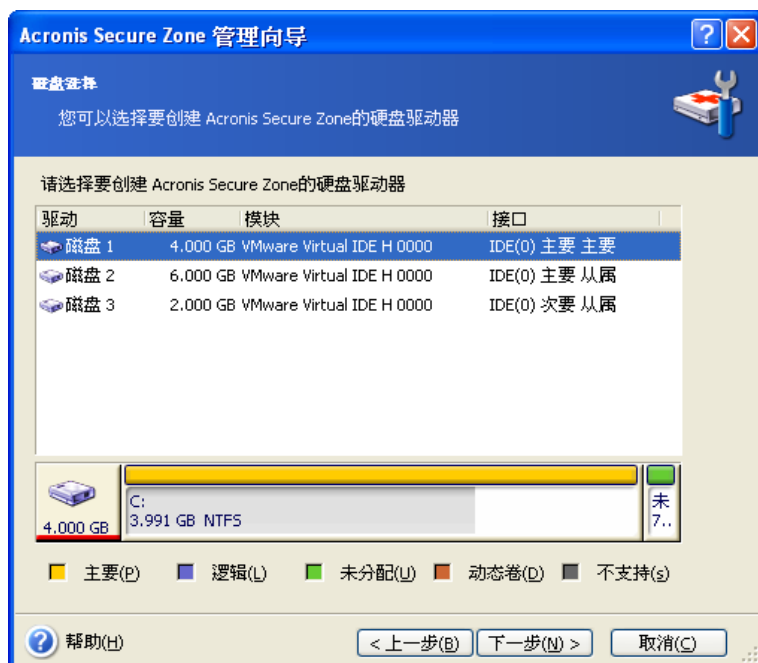 Acronis Secure Zone 管理向导
磁盘选择
您可以选择要创建 Acronis Secure Zone的硬盘驱动器
请选择要创建 Acronis Secure Zone的硬盘驱动器
驱动 容量 模块 接口
磁盘 1 4.000 GB VMware Virtual IDE H 0000 IDE(0) 主要 主要
磁盘 2 6.000 GB VMware Virtual IDE H 0000 IDE(0) 主要 从属
磁盘 3 2.000 GB VMware Virtual IDE H 0000 IDE(0) 次要 从属
C: 未
4.000 GB 3.991 GB NTFS 7..
主要(P) 逻辑(L) 未分配(U) 动态卷(D) 不支持(s)
帮助(H) <上一步(B) 下一步(N) > 取消(C)